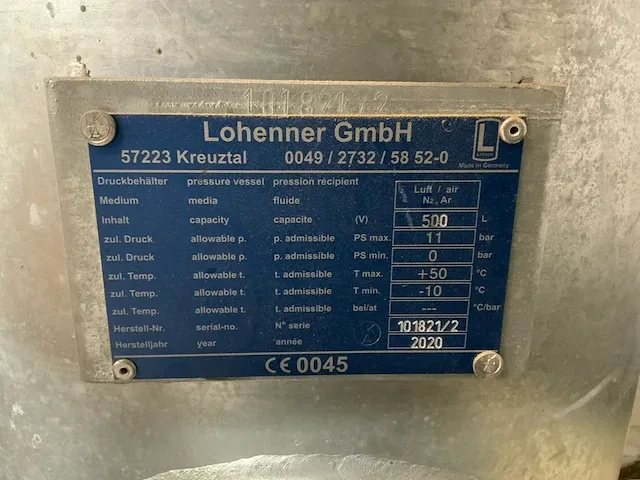 101821/2
Lohenner GmbH
57223 Kreuztal 0049 / 2732 / 58 52-0
L
Made in Germany
Druckbehälter pressure vessel pression récipient Luft / air
Medium media fluide N₂, Ar
Inhalt capacity capacite (V) 500 L
zul. Druck allowable p. p. admissible PS max. 11 bar
zul. Druck allowable p. p. admissible PS min. 0 bar
zul. Temp. allowable t. t. admissible T max. +50 °C
zul. Temp. allowable t. t. admissible T min. -10 °C
zul. Temp. allowable t. t. admissible bei/at --- °C/bar
Herstell-Nr. serial-no. N° serie 101821/2
Herstelljahr year année 2020
CE 0045